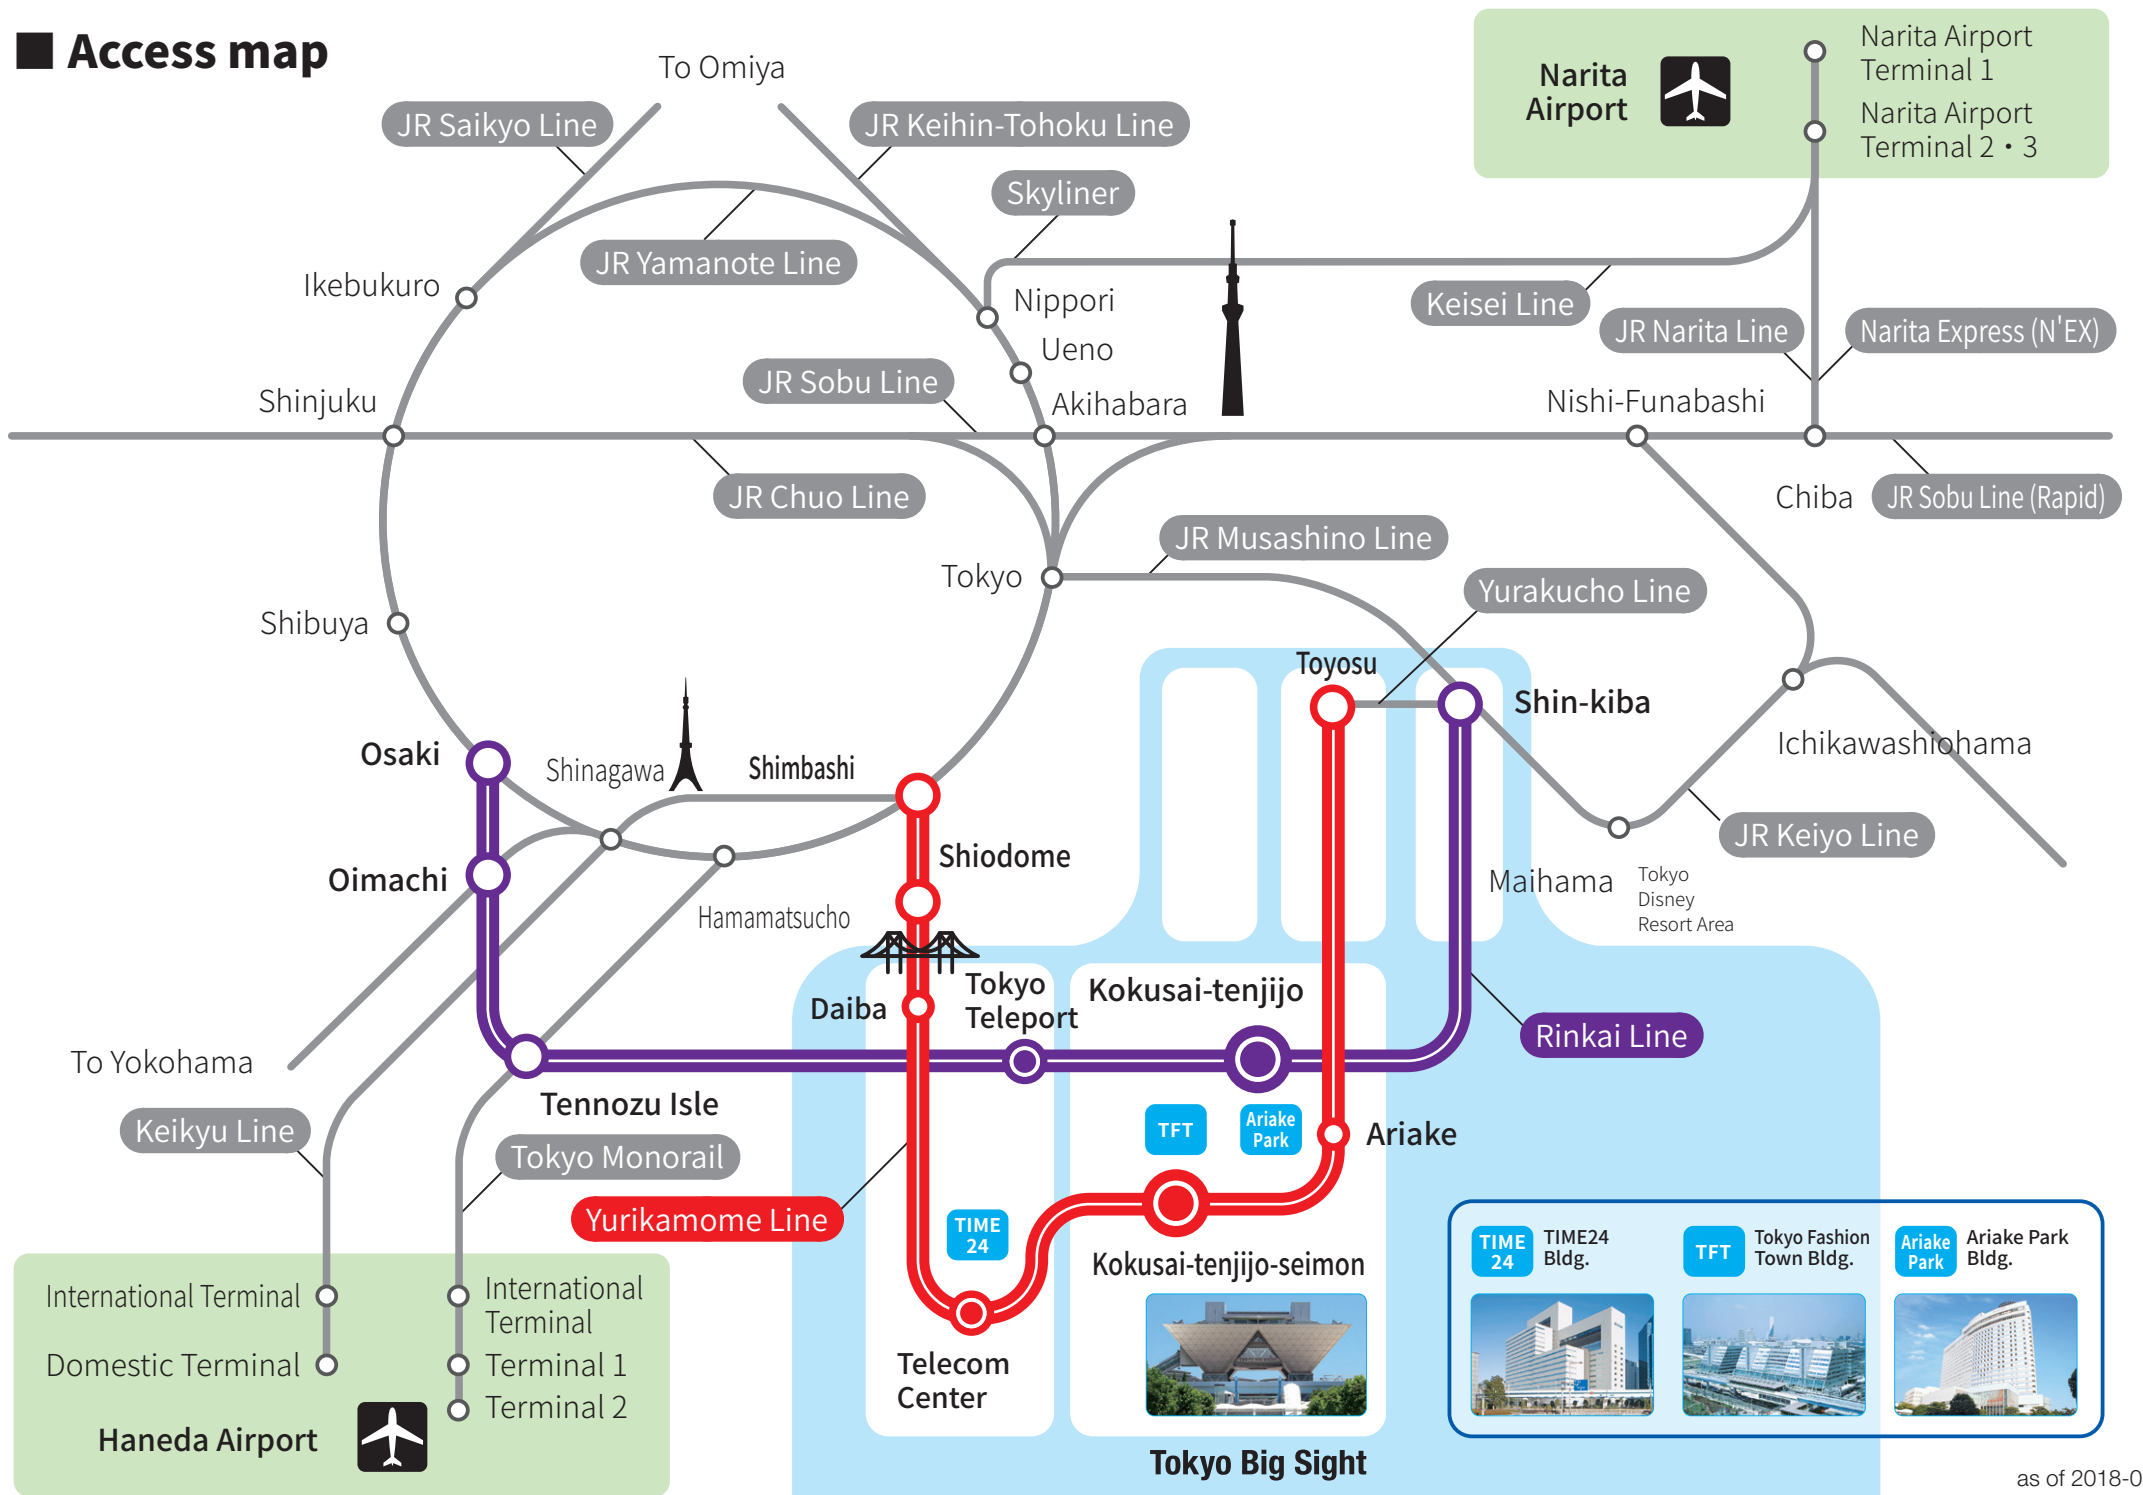 ■ Access map
To Omiya
JR Saikyo Line
JR Keihin-Tohoku Line
Skyliner
JR Yamanote Line
Narita
Airport
Narita Airport
Terminal 1
Narita Airport
Terminal 2・3
Ikebukuro
Nippori
Keisei Line
JR Narita Line
Narita Express (N'EX)
Ueno
JR Sobu Line
Shinjuku
Akihabara
Nishi-Funabashi
JR Chuo Line
Chiba
JR Sobu Line (Rapid)
JR Musashino Line
Tokyo
Yurakucho Line
Shibuya
Toyosu
Shin-kiba
Osaki
Shinagawa
Shimbashi
Ichikawashiohama
JR Keiyo Line
Shiodome
Oimachi
Maihama
Tokyo
Disney
Resort Area
Hamamatsucho
Daiba
Tokyo
Teleport
Kokusai-tenjijo
Rinkai Line
To Yokohama
Tennozu Isle
Keikyu Line
Tokyo Monorail
TFT
Ariake
Park
Ariake
Yurikamome Line
TIME
24
Kokusai-tenjijo-seimon
TIME
24
TIME24
Bldg.
TFT
Tokyo Fashion
Town Bldg.
Ariake
Park
Ariake Park
Bldg.
International Terminal
International
Terminal
Domestic Terminal
Terminal 1
Terminal 2
Telecom
Center
Haneda Airport
Tokyo Big Sight
as of 2018-0